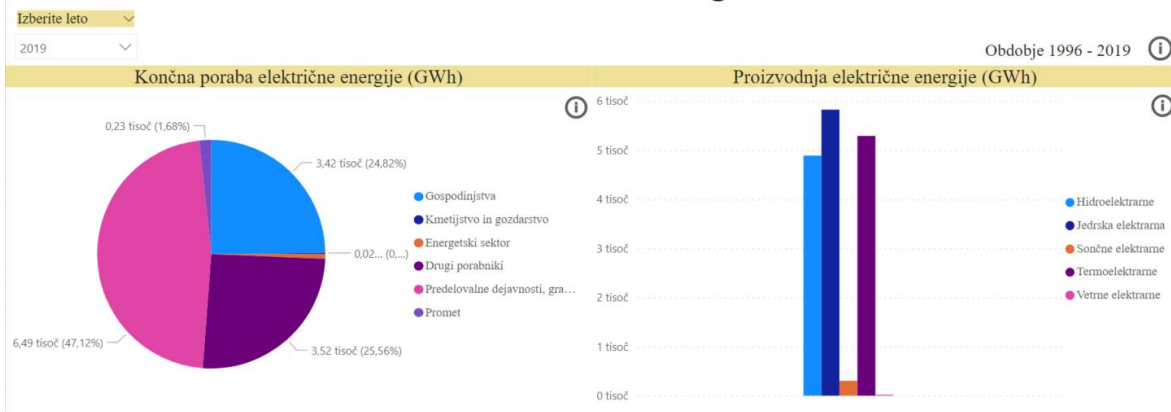 Izberite leto
2019
Obdobje 1996 - 2019
Končna poraba električne energije (GWh)
0,23 tisoč (1,68%)
3,42 tisoč (24,82%)
0,02... (0,...)
3,52 tisoč (25,56%)
6,49 tisoč (47,12%)
Gospodinjstva
Kmetijstvo in gozdarstvo
Energetski sektor
Drugi porabniki
Predelovalne dejavnosti, gra...
Promet
Proizvodnja električne energije (GWh)
6 tisoč
5 tisoč
4 tisoč
3 tisoč
2 tisoč
1 tisoč
0 tisoč
Hidroelektrarne
Jedrska elektrarna
Sončne elektrarne
Termoelektrarne
Vetrne elektrarne